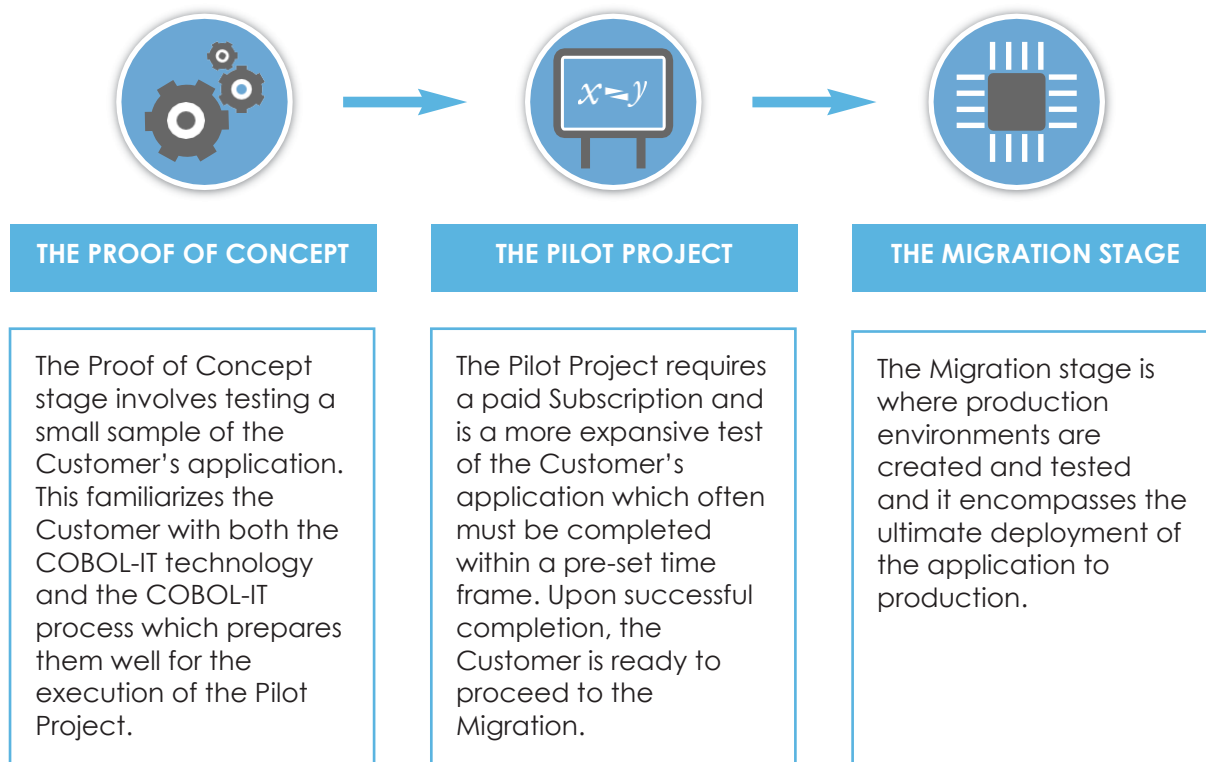 x
y
THE PROOF OF CONCEPT
THE PILOT PROJECT
THE MIGRATION STAGE
The Proof of Concept
stage involves testing a
small sample of the
Customer’s application.
This familiarizes the
Customer with both the
COBOL-IT technology
and the COBOL-IT
process which prepares
them well for the
execution of the Pilot
Project.
The Pilot Project requires
a paid Subscription and
is a more expansive test
of the Customer’s
application which often
must be completed
within a pre-set time
frame. Upon successful
completion, the
Customer is ready to
proceed to the
Migration.
The Migration stage is
where production
environments are
created and tested
and it encompasses the
ultimate deployment of
the application to
production.